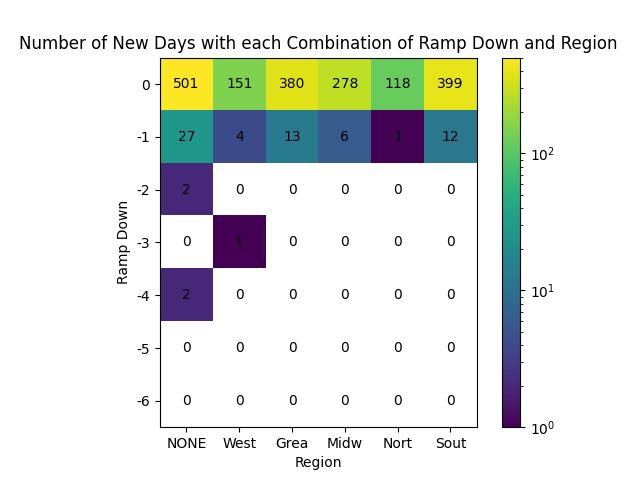 Number of New Days with each Combination of Ramp Down and Region
0 501 151 380 278 118 399
-1 27 4 13 6 1 12
-2 2 0 0 0 0 0
-3 0 1 0 0 0 0
-4 2 0 0 0 0 0
-5 0 0 0 0 0 0
-6 0 0 0 0 0 0
NONE West Grea Midw Nort Sout
Region
Ramp Down
10²
10¹
10⁰